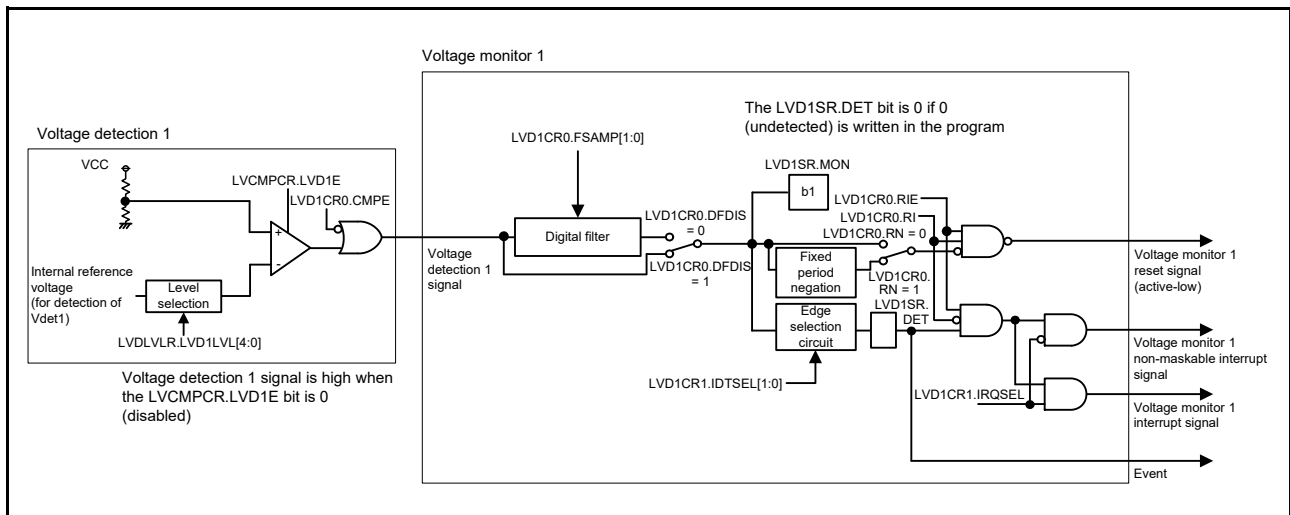 Voltage monitor 1
Voltage detection 1
VCC
LVCMPCR.LVD1E
LVD1CR0.CMPE
+
-
Internal reference
voltage
(for detection of
Vdet1)
Level
selection
LVDLVLR.LVD1LVL[4:0]
Voltage detection 1 signal is high when
the LVCMPCR.LVD1E bit is 0
(disabled)
Voltage
detection 1
signal
LVD1CR0.FSAMP[1:0]
Digital filter
LVD1CR0.DFDIS
= 0
LVD1CR0.DFDIS
= 1
The LVD1SR.DET bit is 0 if 0
(undetected) is written in the program
LVD1SR.MON
b1
LVD1CR0.RIE
LVD1CR0.RI
LVD1CR0.RN = 0
Fixed
period
negation
LVD1CR0.
RN = 1
LVD1SR.
DET
Edge
selection
circuit
LVD1CR1.IDTSEL[1:0]
LVD1CR1.IRQSEL
Voltage monitor 1
reset signal
(active-low)
Voltage monitor 1
non-maskable interrupt
signal
Voltage monitor 1
interrupt signal
Event